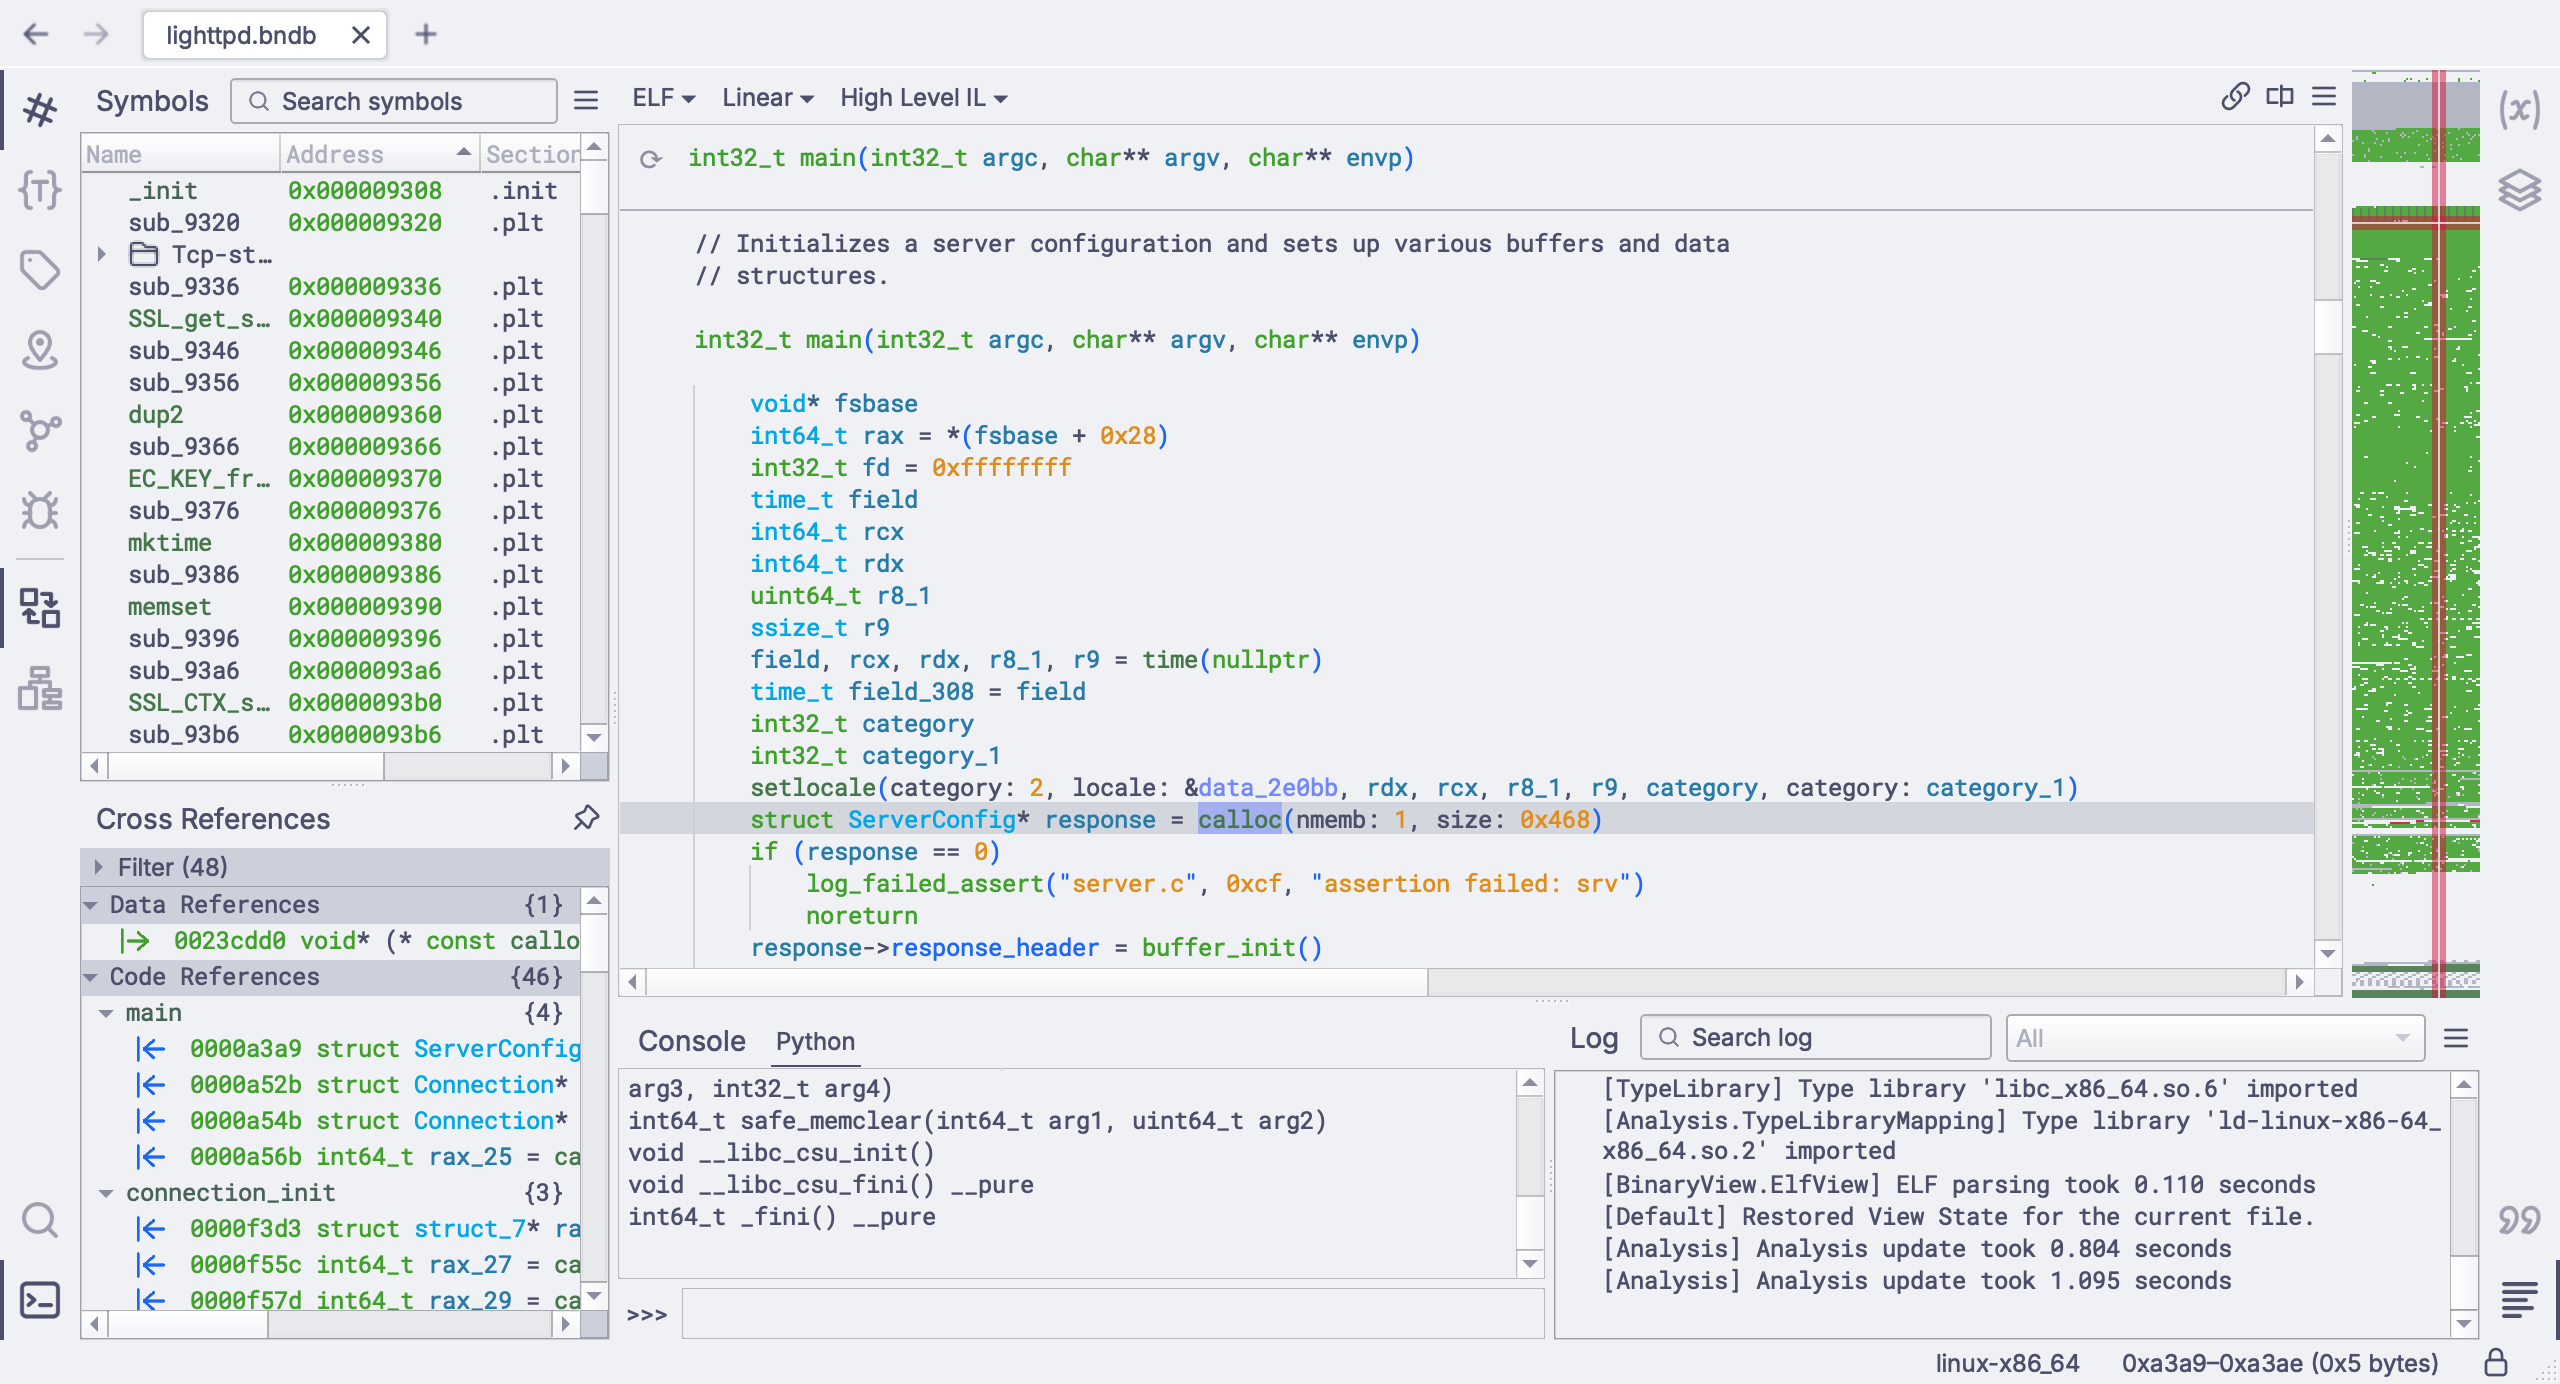 lighttpd.bndb
Symbols
Search symbols
Name Address Section
_init 0x000009308 .init
sub_9320 0x000009320 .plt
Tcp-st…
sub_9336 0x000009336 .plt
SSL_get_s… 0x000009340 .plt
sub_9346 0x000009346 .plt
sub_9356 0x000009356 .plt
dup2 0x000009360 .plt
sub_9366 0x000009366 .plt
EC_KEY_fr… 0x000009370 .plt
sub_9376 0x000009376 .plt
mktime 0x000009380 .plt
sub_9386 0x000009386 .plt
memset 0x000009390 .plt
sub_9396 0x000009396 .plt
sub_93a6 0x0000093a6 .plt
SSL_CTX_s… 0x0000093b0 .plt
sub_93b6 0x0000093b6 .plt
Cross References
Filter (48)
Data References {1}
0023cdd0 void* (* const callo
Code References {46}
main {4}
0000a3a9 struct ServerConfig
0000a52b struct Connection*
0000a54b struct Connection*
0000a56b int64_t rax_25 = ca
connection_init {3}
0000f3d3 struct struct_7* ra
0000f55c int64_t rax_27 = ca
0000f57d int64_t rax_29 = ca
ELF Linear High Level IL
int32_t main(int32_t argc, char** argv, char** envp)
// Initializes a server configuration and sets up various buffers and data
// structures.
int32_t main(int32_t argc, char** argv, char** envp)
void* fsbase
int64_t rax = *(fsbase + 0x28)
int32_t fd = 0xffffffff
time_t field
int64_t rcx
int64_t rdx
uint64_t r8_1
ssize_t r9
field, rcx, rdx, r8_1, r9 = time(nullptr)
time_t field_308 = field
int32_t category
int32_t category_1
setlocale(category: 2, locale: &data_2e0bb, rdx, rcx, r8_1, r9, category, category: category_1)
struct ServerConfig* response = calloc(nmemb: 1, size: 0x468)
if (response == 0)
log_failed_assert("server.c", 0xcf, "assertion failed: srv")
noreturn
response->response_header = buffer_init()
Console Python
arg3, int32_t arg4)
int64_t safe_memclear(int64_t arg1, uint64_t arg2)
void __libc_csu_init()
void __libc_csu_fini() __pure
int64_t _fini() __pure
>>>
Log
Search log
All
[TypeLibrary] Type library 'libc_x86_64.so.6' imported
[Analysis.TypeLibraryMapping] Type library 'ld-linux-x86-64_
x86_64.so.2' imported
[BinaryView.ElfView] ELF parsing took 0.110 seconds
[Default] Restored View State for the current file.
[Analysis] Analysis update took 0.804 seconds
[Analysis] Analysis update took 1.095 seconds
linux-x86_64 0xa3a9–0xa3ae (0x5 bytes)